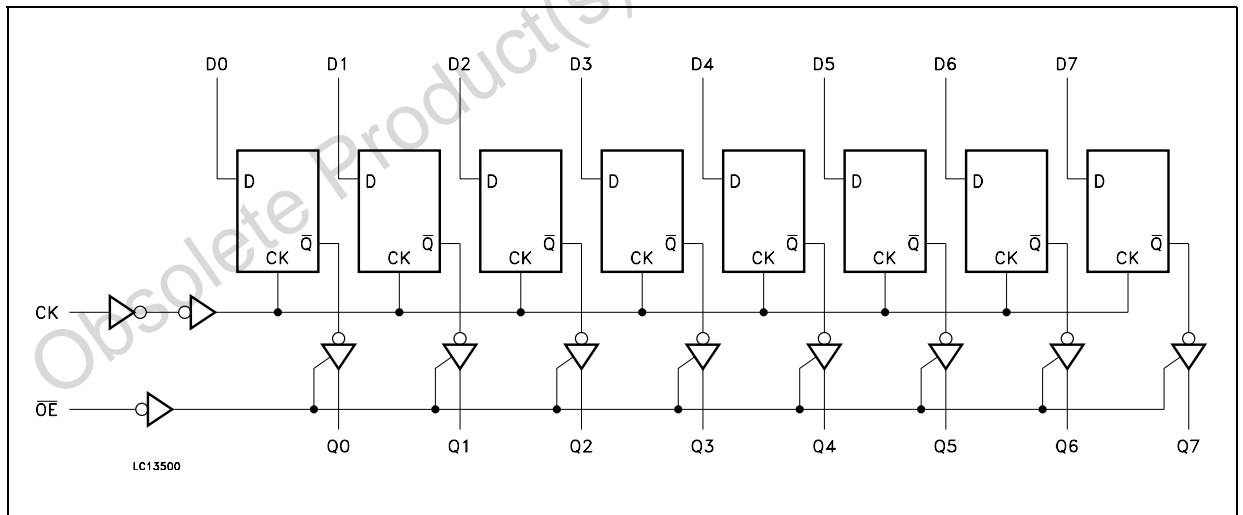 Obsolete Product(s)
D0 D1 D2 D3 D4 D5 D6 D7
D D D D D D D D
Q̅ Q̅ Q̅ Q̅ Q̅ Q̅ Q̅ Q̅
CK CK CK CK CK CK CK CK
CK
O̅E̅
Q0 Q1 Q2 Q3 Q4 Q5 Q6 Q7
LC13500